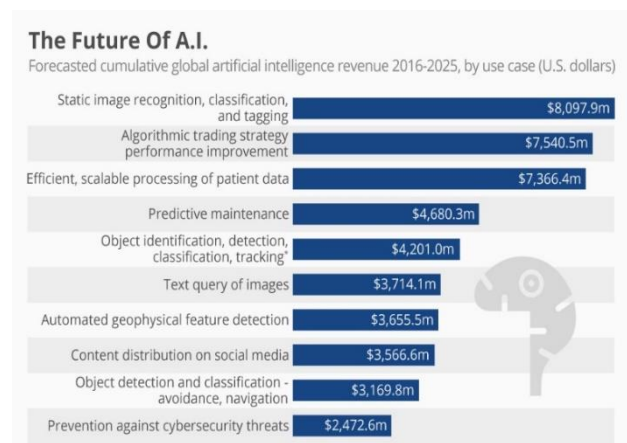 The Future Of A.I.
Forecasted cumulative global artificial intelligence revenue 2016-2025, by use case (U.S. dollars)
Static image recognition, classification,
and tagging
$8,097.9m
Algorithmic trading strategy
performance improvement
$7,540.5m
Efficient, scalable processing of patient data
$7,366.4m
Predictive maintenance
$4,680.3m
Object identification, detection,
classification, tracking*
$4,201.0m
Text query of images
$3,714.1m
Automated geophysical feature detection
$3,655.5m
Content distribution on social media
$3,566.6m
Object detection and classification -
avoidance, navigation
$3,169.8m
Prevention against cybersecurity threats
$2,472.6m